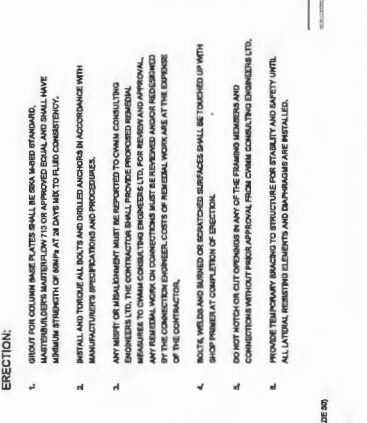 ERECTION:
1. GROUT FOR COLUMN BASE PLATES SHALL BE SIKA M-BED STANDARD,
MASTERBUILDER'S MASTERFLOW 713 OR APPROVED EQUAL AND SHALL HAVE
MINIMUM STRENGTH OF 50MPa AT 28 DAYS MIX TO FLUID CONSISTENCY.
2. INSTALL AND TORQUE ALL BOLTS AND DRILLED ANCHORS IN ACCORDANCE WITH
MANUFACTURER'S SPECIFICATIONS AND PROCEDURES.
3. ANY MISFIT OR MISALIGNMENT MUST BE REPORTED TO CWMM CONSULTING
ENGINEERS LTD, THE CONTRACTOR SHALL PROVIDE PROPOSED REMEDIAL
MEASURES TO CWMM CONSULTING ENGINEERS LTD. FOR REVIEW AND APPROVAL.
ANY REMEDIAL WORK ON CONNECTIONS MUST BE REVIEWED AND/OR REDESIGNED
BY THE CONNECTION ENGINEER. COSTS OF REMEDIAL WORK ARE AT THE EXPENSE
OF THE CONTRACTOR.
4. BOLTS, WELDS AND BURNED OR SCRATCHED SURFACES SHALL BE TOUCHED UP WITH
SHOP PRIMER AT COMPLETION OF ERECTION.
5. DO NOT NOTCH OR CUT OPENINGS IN ANY OF THE FRAMING MEMBERS AND
CONNECTIONS WITHOUT PRIOR APPROVAL FROM CWMM CONSULTING ENGINEERS LTD.
6. PROVIDE TEMPORARY BRACING TO STRUCTURE FOR STABILITY AND SAFETY UNTIL
ALL LATERAL RESISTING ELEMENTS AND DIAPHRAGMS ARE INSTALLED.
DE 50)